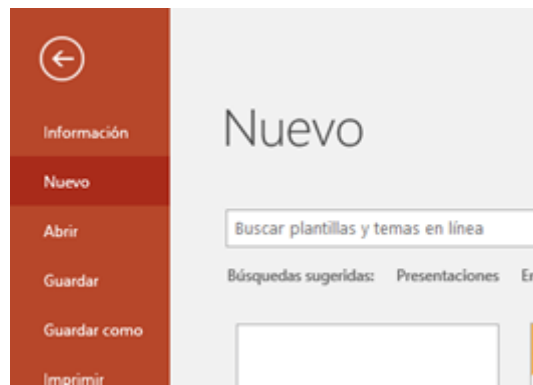 Información
Nuevo
Abrir
Guardar
Guardar como
Imprimir
Nuevo
Buscar plantillas y temas en línea
Búsquedas sugeridas: Presentaciones